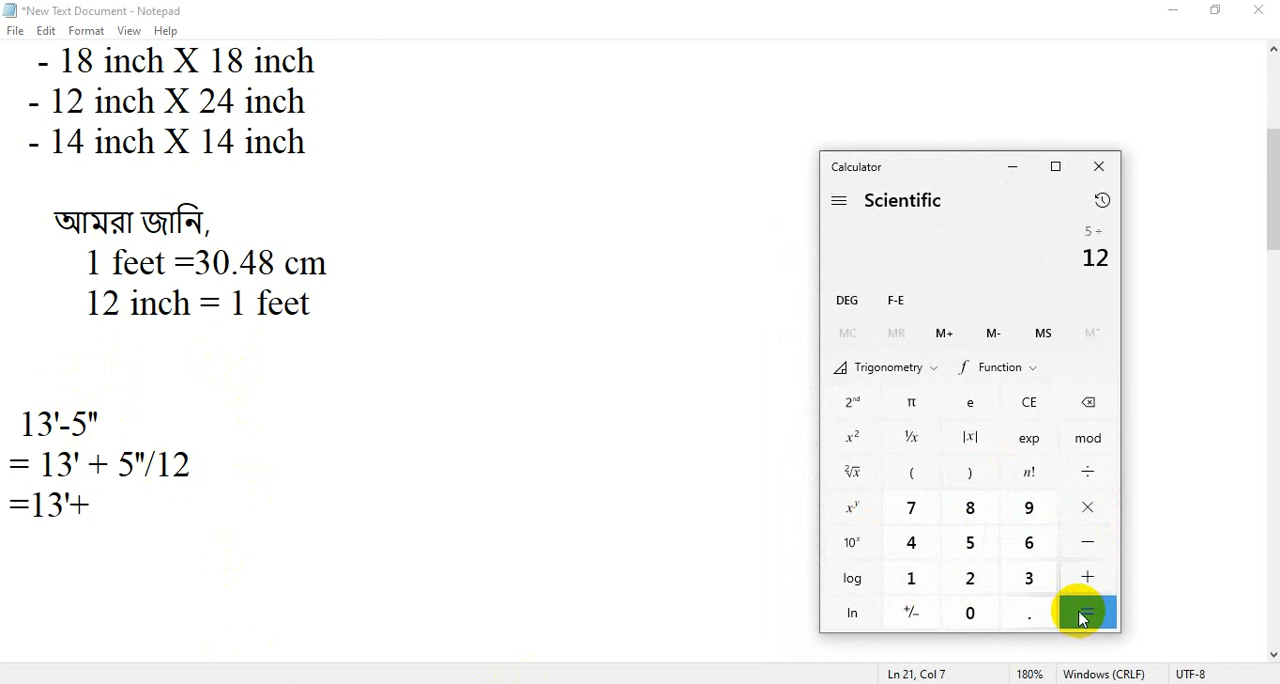 *New Text Document - Notepad
File Edit Format View Help
- 18 inch X 18 inch
- 12 inch X 24 inch
- 14 inch X 14 inch
আমরা জানি,
1 feet =30.48 cm
12 inch = 1 feet
13'-5"
= 13' + 5"/12
=13'+
Calculator
Scientific
5 ÷
12
DEG F-E
MC MR M+ M- MS M˅
Trigonometry Function
2ⁿᵈ π e CE
x² ¹/x |x| exp mod
²√x ( ) n! ÷
xʸ 7 8 9 ×
10ˣ 4 5 6 −
log 1 2 3 +
ln +/− 0 . =
Ln 21, Col 7 180% Windows (CRLF) UTF-8